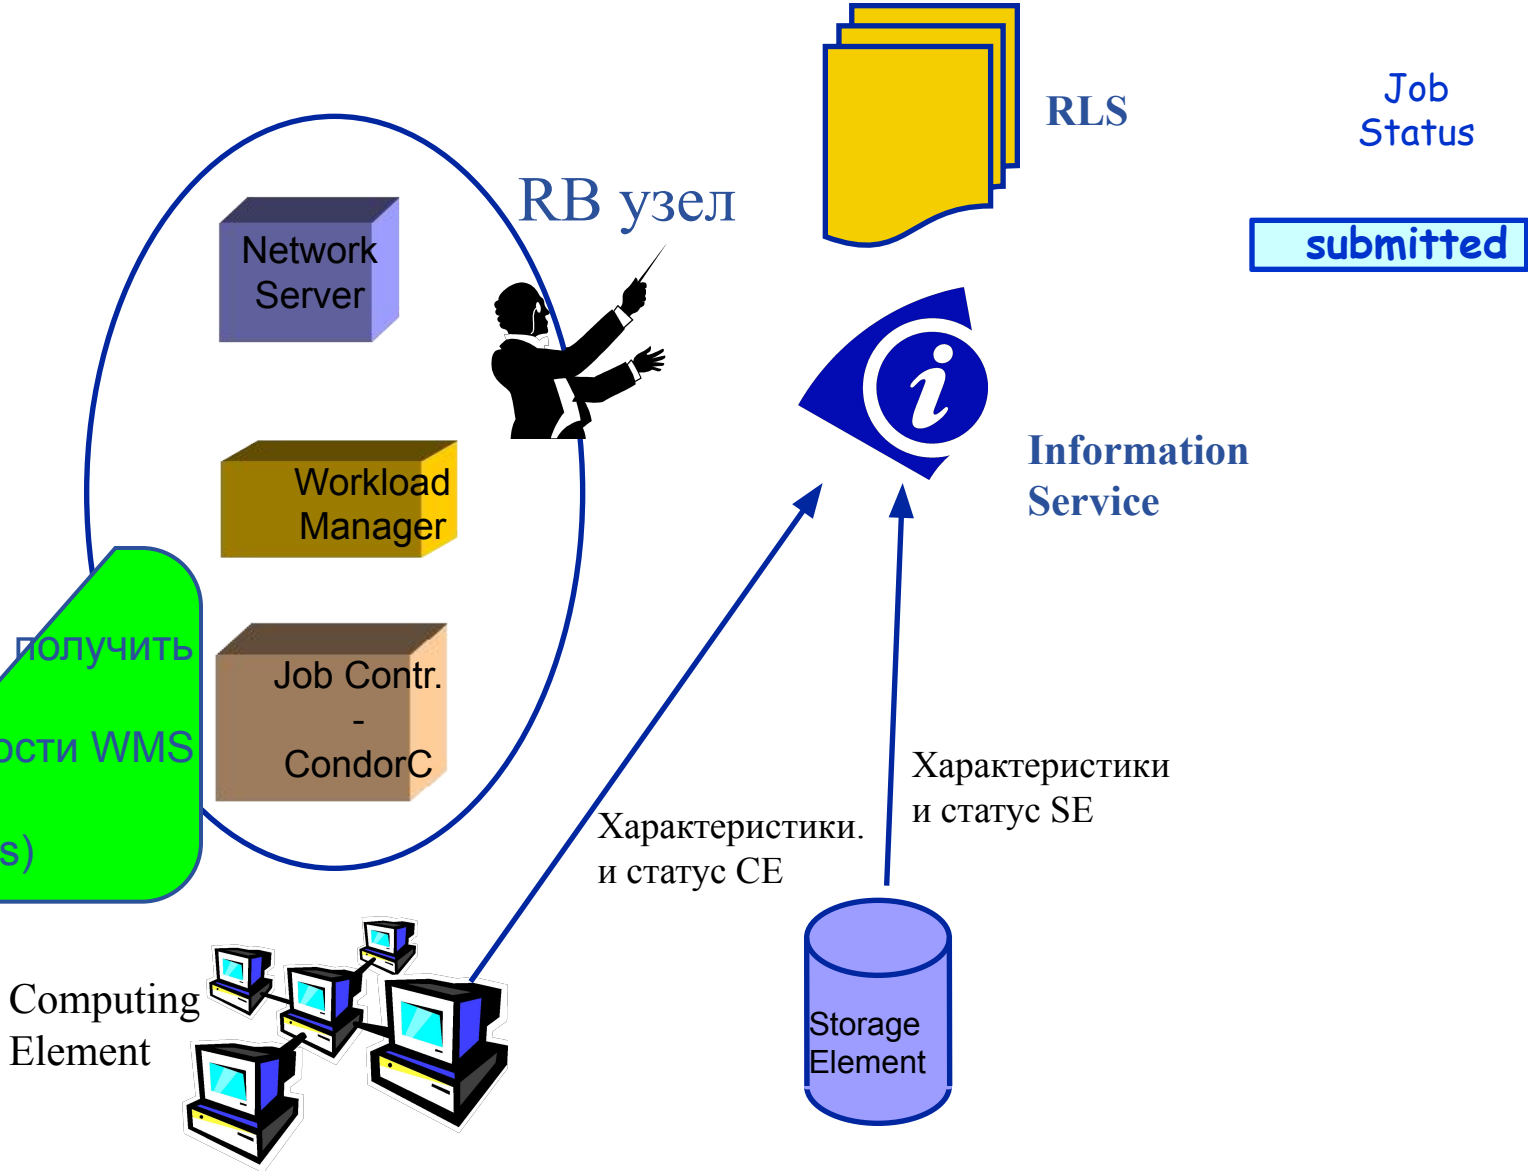 RLS
Job
Status
RB узел
submitted
Network
Server
Information
Service
Workload
Manager
получить
Job Contr.
-
CondorC
WMS
Характеристики
и статус SE
Характеристики.
и статус CE
Computing
Element
Storage
Element